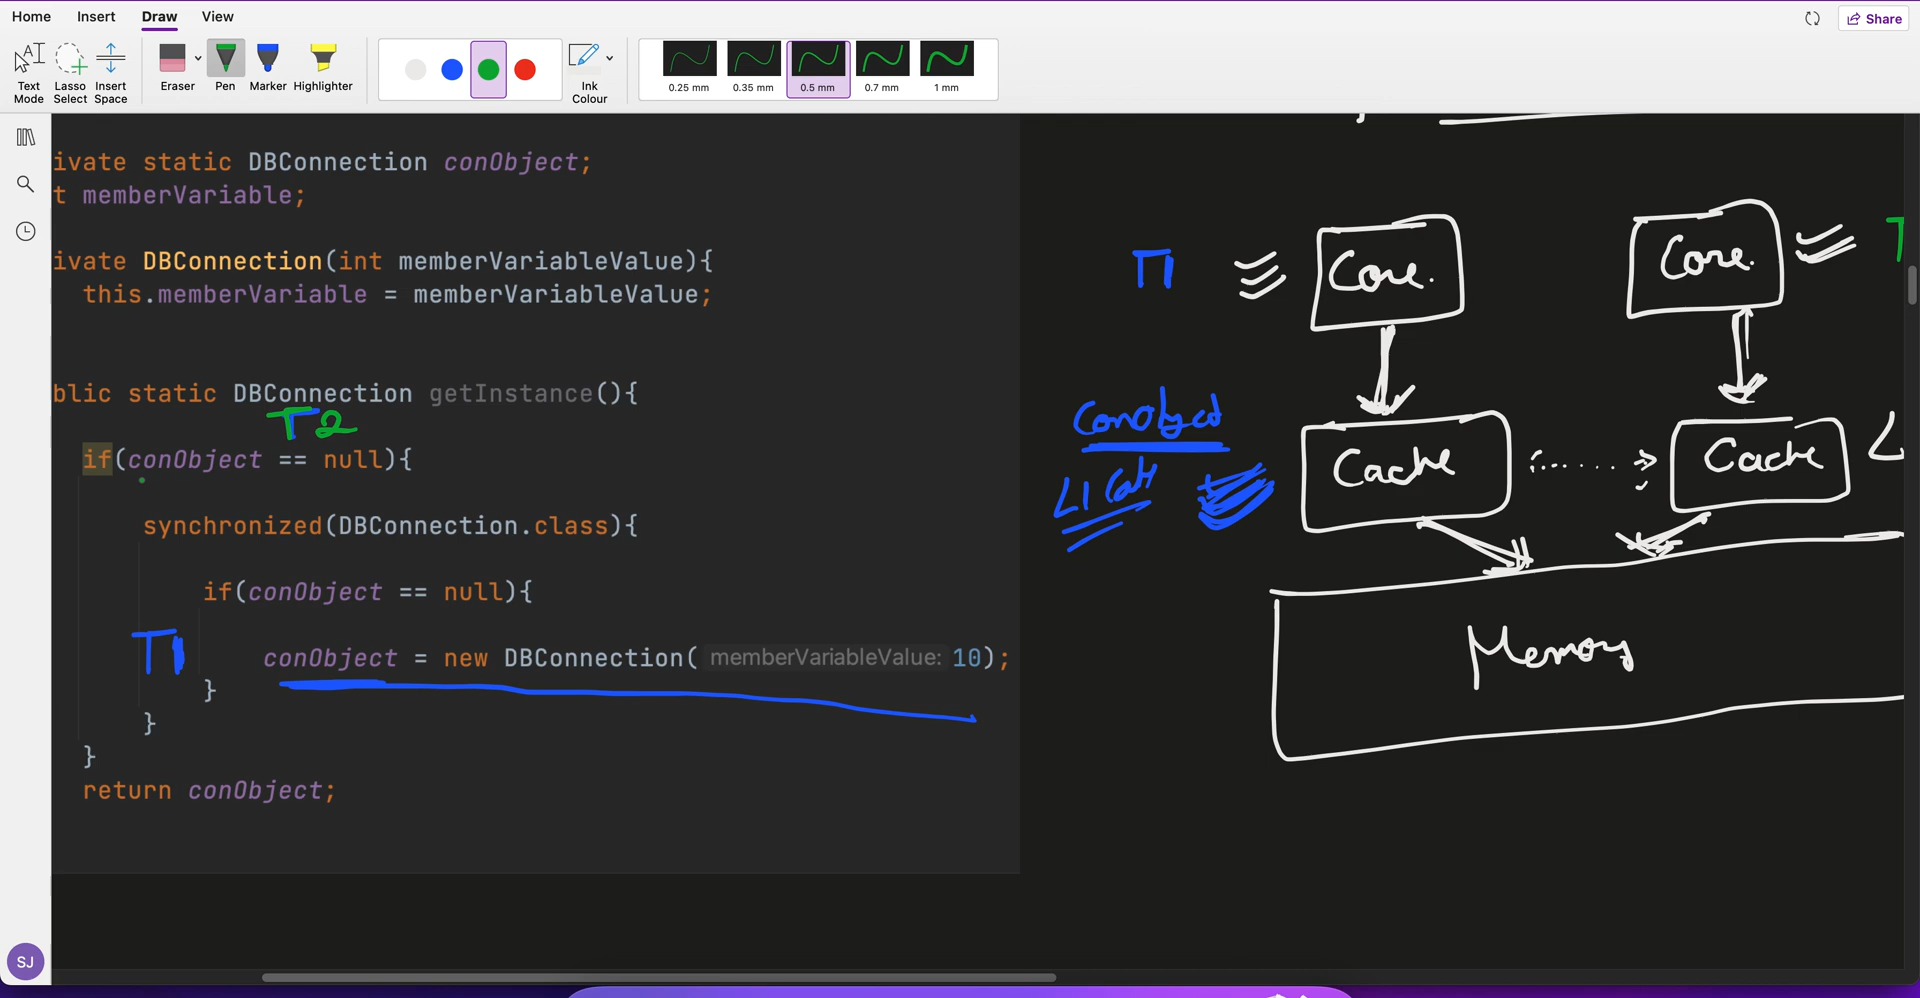 Home Insert Draw View
Share
Text Mode
Lasso Select
Insert Space
Eraser
Pen
Marker
Highlighter
Ink Colour
0.25 mm
0.35 mm
0.5 mm
0.7 mm
1 mm
ivate static DBConnection conObject;
t memberVariable;
ivate DBConnection(int memberVariableValue){
this.memberVariable = memberVariableValue;
blic static DBConnection getInstance(){
T2
if(conObject == null){
synchronized(DBConnection.class){
if(conObject == null){
T1
conObject = new DBConnection( memberVariableValue: 10);
}
}
}
return conObject;
T1
Core.
Core.
T
ConObject
L1
Cache
Cache
L
Memory
SJ